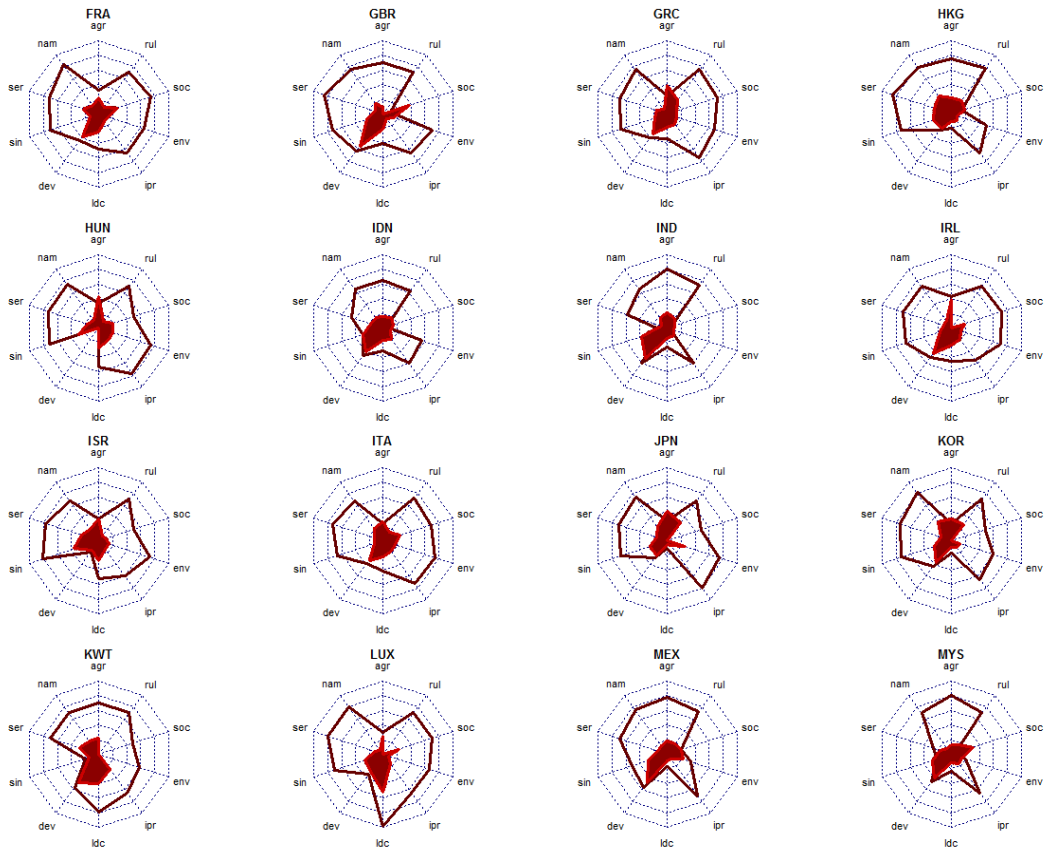 FRA GBR GRC HKG
agr agr agr agr
nam rul nam rul nam rul nam rul
ser soc ser soc ser soc ser soc
sin env sin env sin env sin env
dev ipr dev ipr dev ipr dev ipr
ldc ldc ldc ldc
HUN IDN IND IRL
agr agr agr agr
nam rul nam rul nam rul nam rul
ser soc ser soc ser soc ser soc
sin env sin env sin env sin env
dev ipr dev ipr dev ipr dev ipr
ldc ldc ldc ldc
ISR ITA JPN KOR
agr agr agr agr
nam rul nam rul nam rul nam rul
ser soc ser soc ser soc ser soc
sin env sin env sin env sin env
dev ipr dev ipr dev ipr dev ipr
ldc ldc ldc ldc
KWT LUX MEX MYS
agr agr agr agr
nam rul nam rul nam rul nam rul
ser soc ser soc ser soc ser soc
sin env sin env sin env sin env
dev ipr dev ipr dev ipr dev ipr
ldc ldc ldc ldc